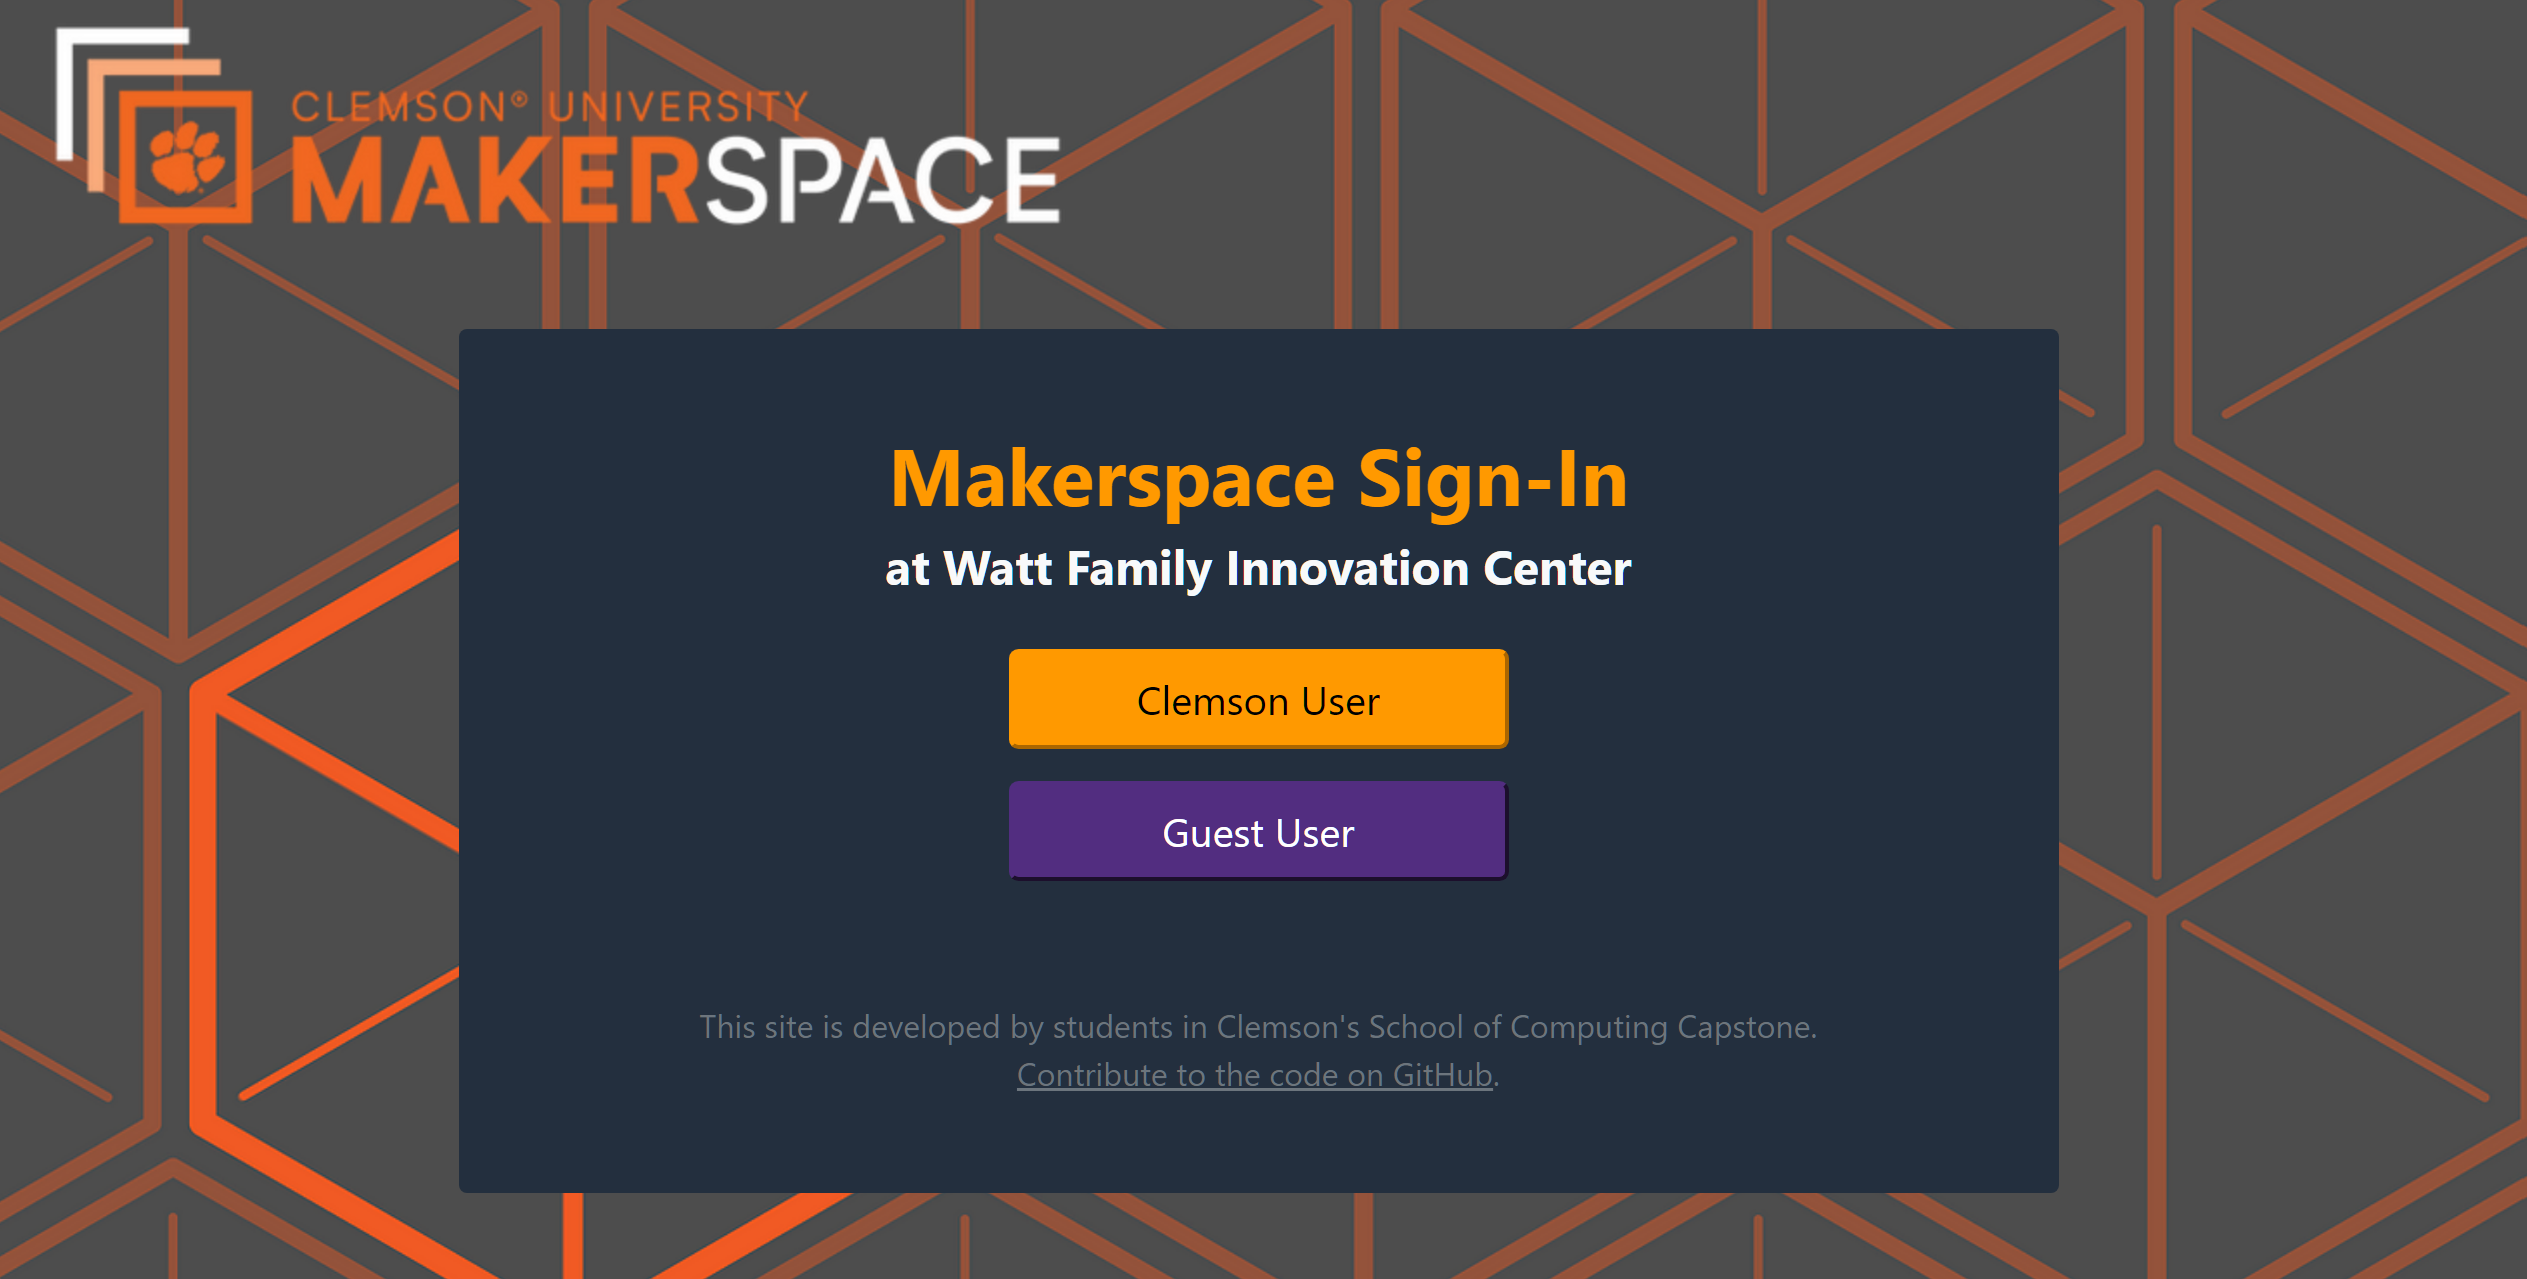 CLEMSON® UNIVERSITY
MAKERSPACE
Makerspace Sign-In
at Watt Family Innovation Center
Clemson User
Guest User
This site is developed by students in Clemson's School of Computing Capstone.
Contribute to the code on GitHub.